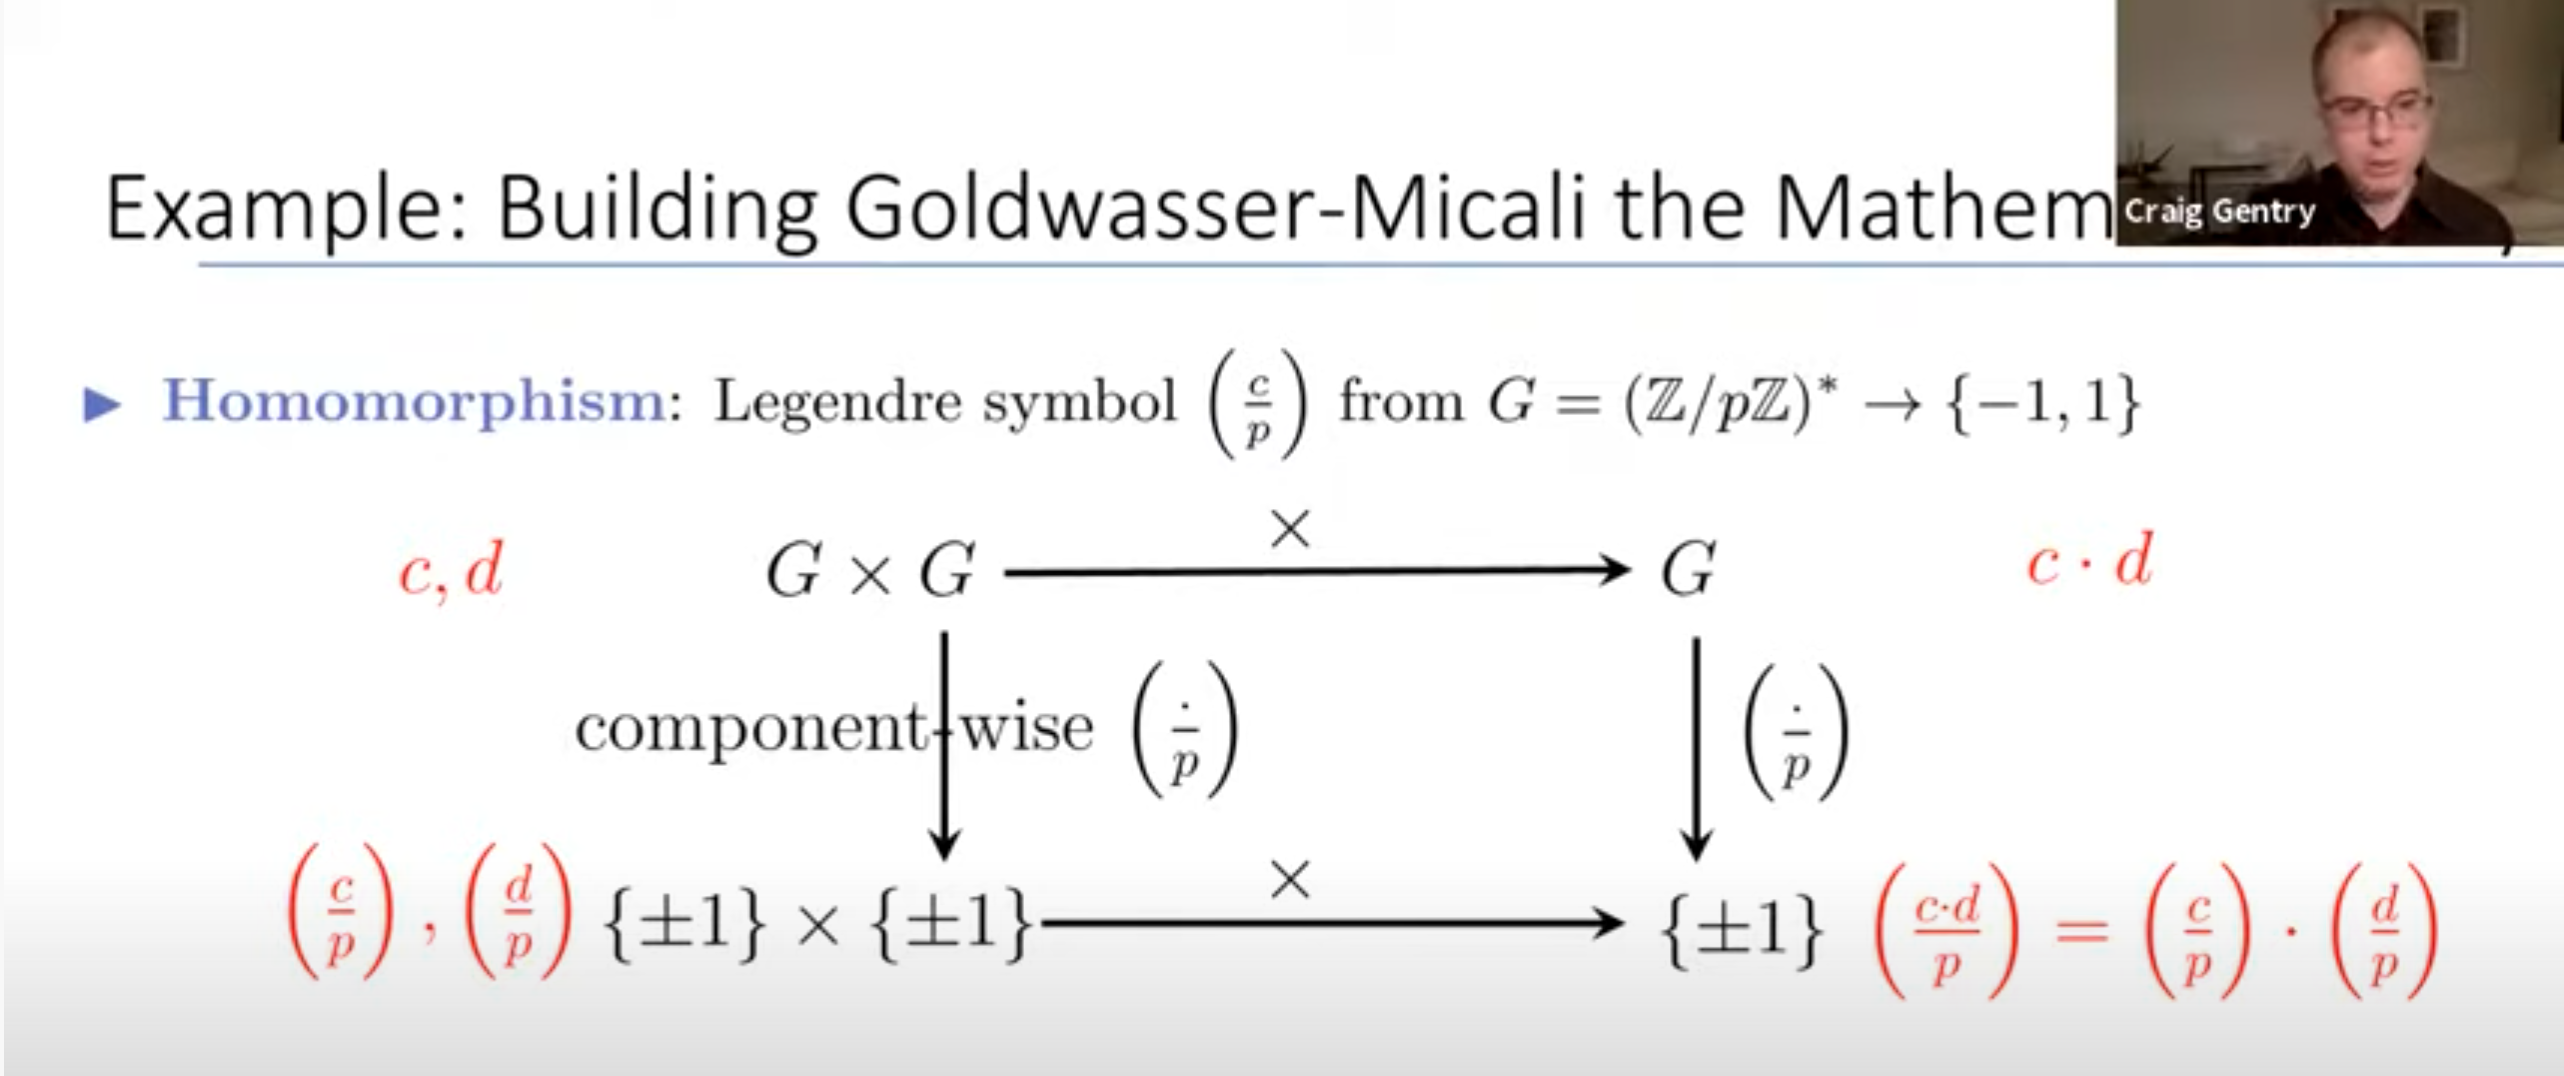 Example: Building Goldwasser-Micali the Mathem
Craig Gentry
▶ Homomorphism: Legendre symbol (c/p) from G = (ℤ/pℤ)* → {−1, 1}
×
c, d G × G G c · d
component-wise (·/p) (·/p)
×
(c/p), (d/p) {±1} × {±1} {±1} (c·d/p) = (c/p) · (d/p)